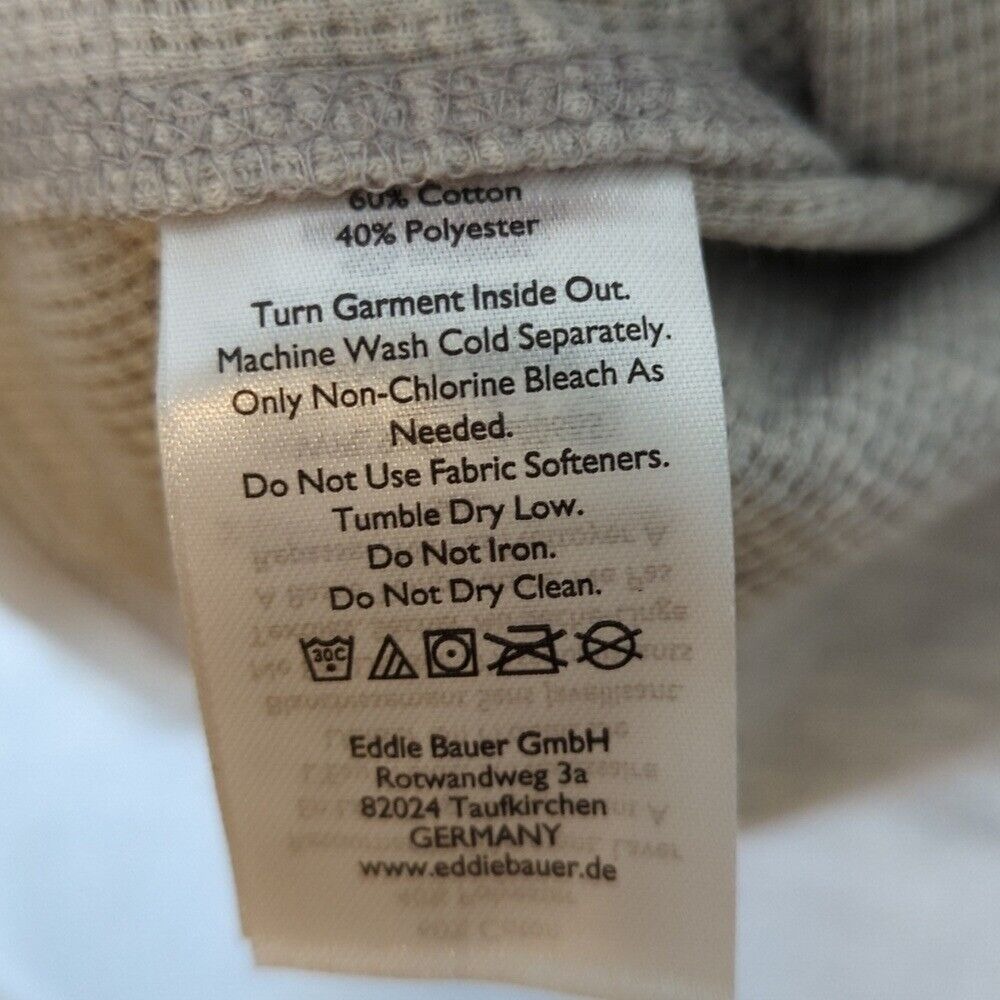 60% Cotton
40% Polyester
Turn Garment Inside Out.
Machine Wash Cold Separately.
Only Non-Chlorine Bleach As
Needed.
Do Not Use Fabric Softeners.
Tumble Dry Low.
Do Not Iron.
Do Not Dry Clean.
30C
Eddie Bauer GmbH
Rotwandweg 3a
82024 Taufkirchen
GERMANY
www.eddiebauer.de